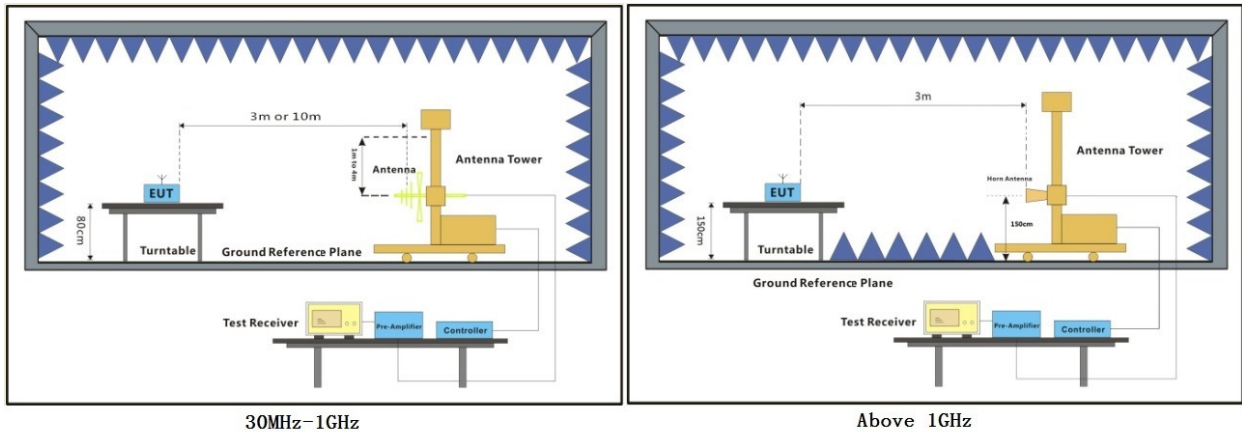 3m or 10m
1m to 4m
Antenna
Antenna Tower
EUT
80cm
Turntable
Ground Reference Plane
Test Receiver
Pre-Amplifier
Controller
30MHz-1GHz
3m
Antenna Tower
Horn Antenna
EUT
150cm
150cm
Turntable
Ground Reference Plane
Test Receiver
Pre-Amplifier
Controller
Above 1GHz